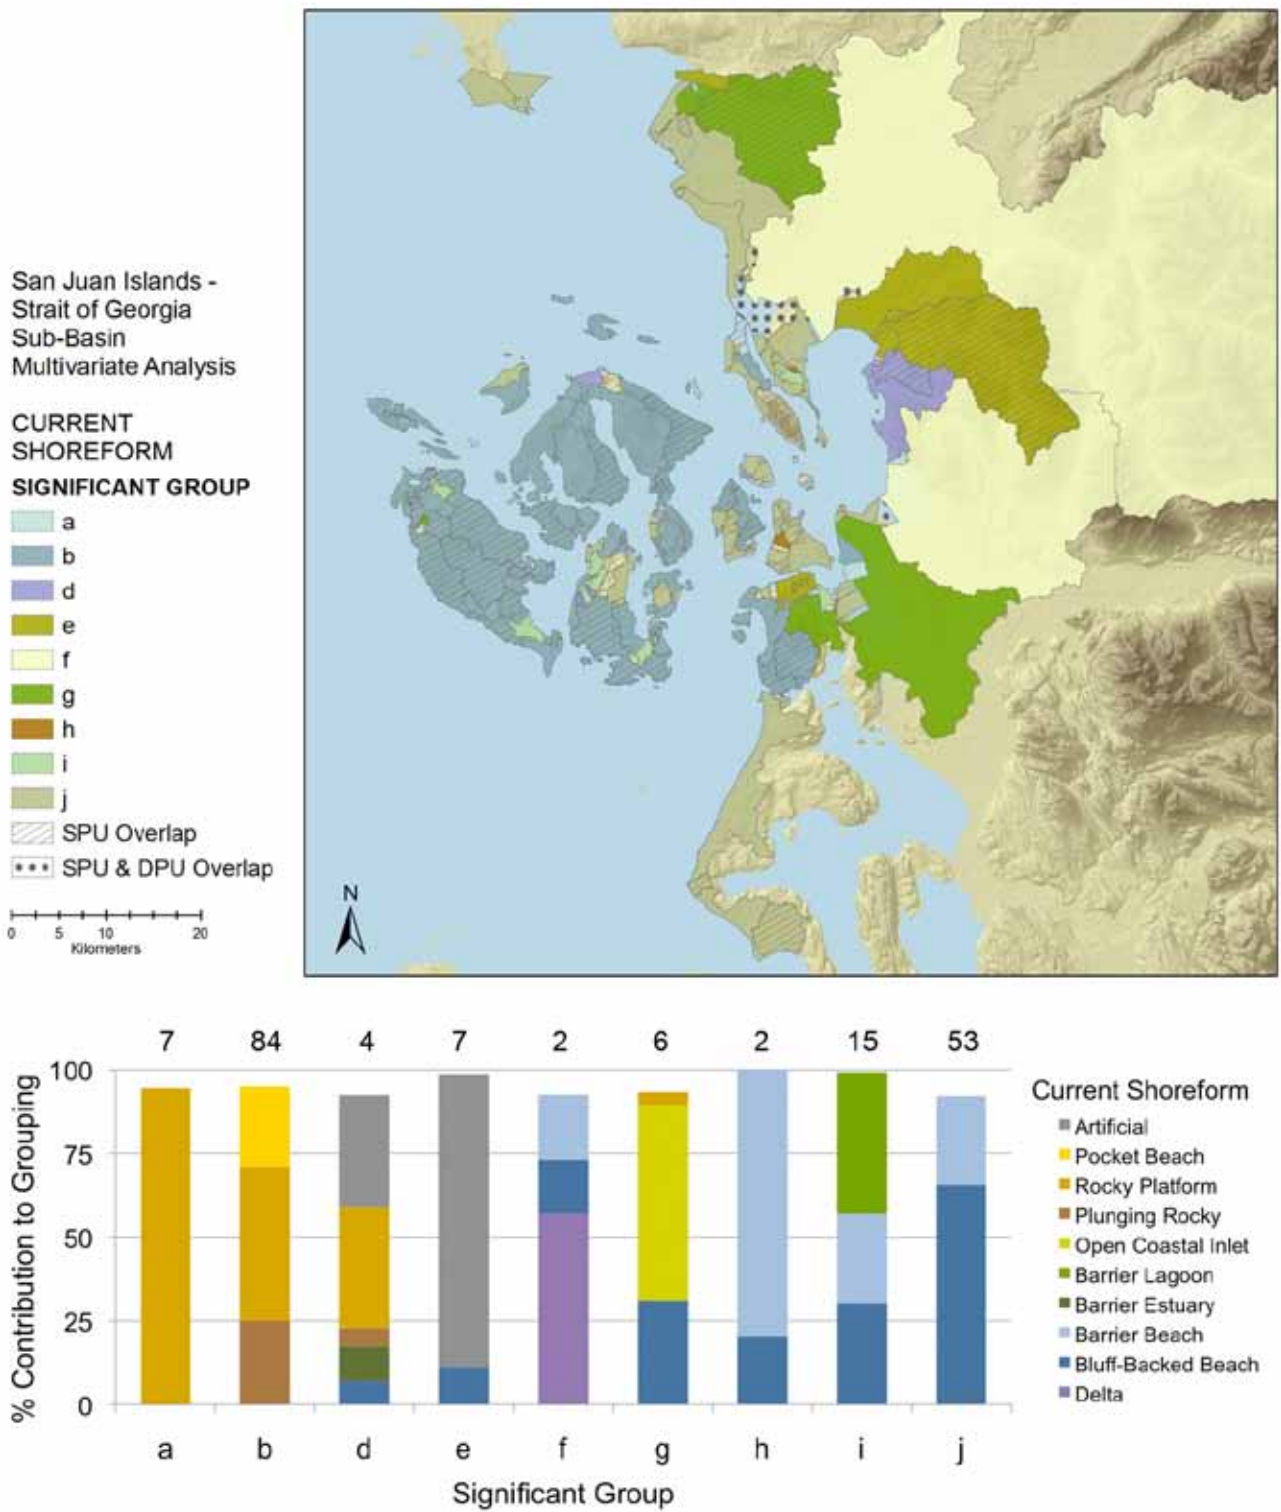 San Juan Islands -
Strait of Georgia
Sub-Basin
Multivariate Analysis
CURRENT
SHOREFORM
SIGNIFICANT GROUP
a
b
d
e
f
g
h
i
j
SPU Overlap
SPU & DPU Overlap
0 5 10 20
Kilometers
N
7 84 4 7 2 6 2 15 53
100
75
50
25
0
% Contribution to Grouping
a b d e f g h i j
Significant Group
Current Shoreform
Artificial
Pocket Beach
Rocky Platform
Plunging Rocky
Open Coastal Inlet
Barrier Lagoon
Barrier Estuary
Barrier Beach
Bluff-Backed Beach
Delta